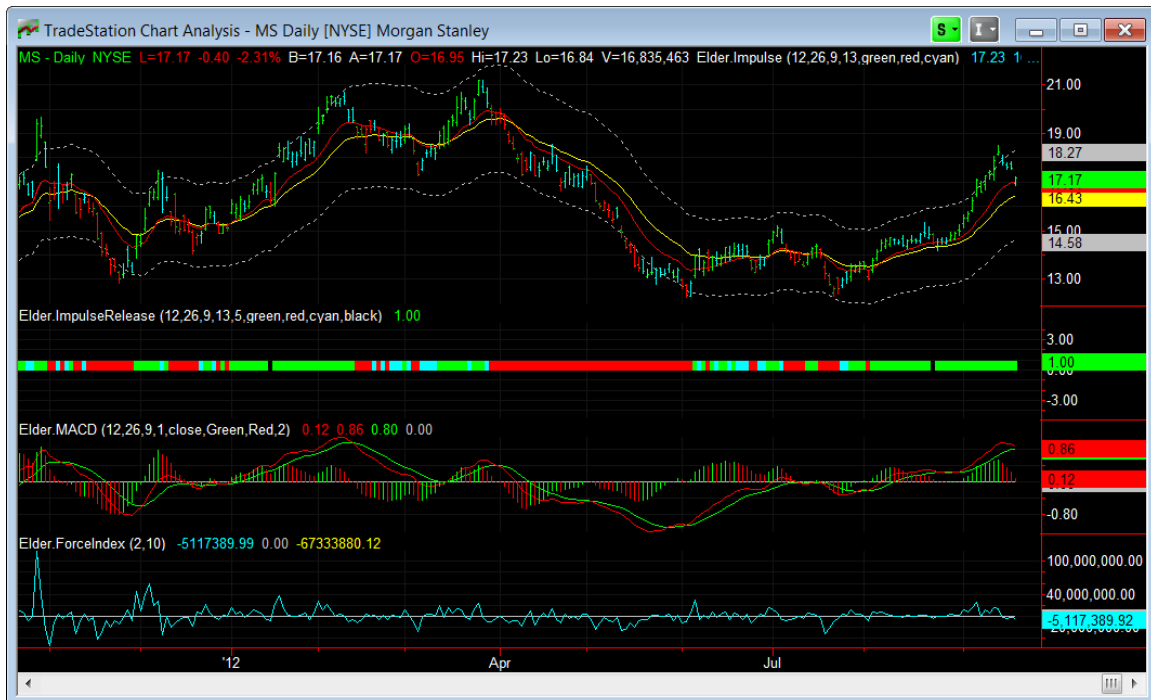 TradeStation Chart Analysis - MS Daily [NYSE] Morgan Stanley
S
I
MS - Daily NYSE L=17.17 -0.40 -2.31% B=17.16 A=17.17 O=16.95 Hi=17.23 Lo=16.84 V=16,835,463 Elder.Impulse (12,26,9,13,green,red,cyan) 17.23 1 ...
21.00
19.00
18.27
17.17
16.43
15.00
14.58
13.00
Elder.ImpulseRelease (12,26,9,13,5,green,red,cyan,black) 1.00
3.00
1.00
0.00
-3.00
Elder.MACD (12,26,9,1,close,Green,Red,2) 0.12 0.86 0.80 0.00
0.86
0.12
-0.80
Elder.ForceIndex (2,10) -5117389.99 0.00 -67333880.12
100,000,000.00
40,000,000.00
-5,117,389.92
'12 Apr Jul